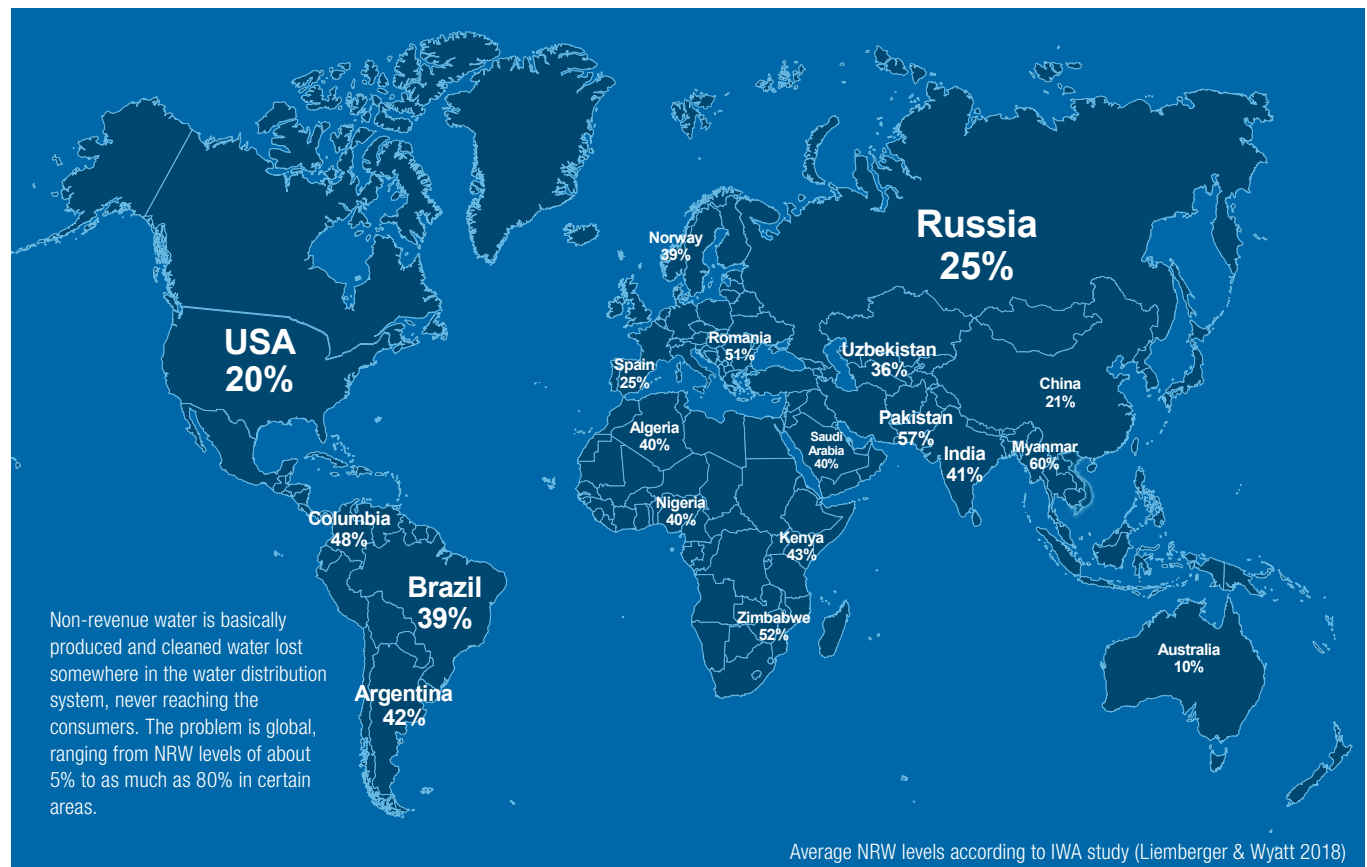 Norway
39%
Russia
25%
USA
20%
Romania
51%
Uzbekistan
36%
Spain
25%
China
21%
Algeria
40%
Saudi
Arabia
40%
Pakistan
57%
India
41%
Myanmar
60%
Nigeria
40%
Columbia
48%
Kenya
43%
Brazil
39%
Zimbabwe
52%
Australia
10%
Argentina
42%
Non-revenue water is basically
produced and cleaned water lost
somewhere in the water distribution
system, never reaching the
consumers. The problem is global,
ranging from NRW levels of about
5% to as much as 80% in certain
areas.
Average NRW levels according to IWA study (Liemberger & Wyatt 2018)